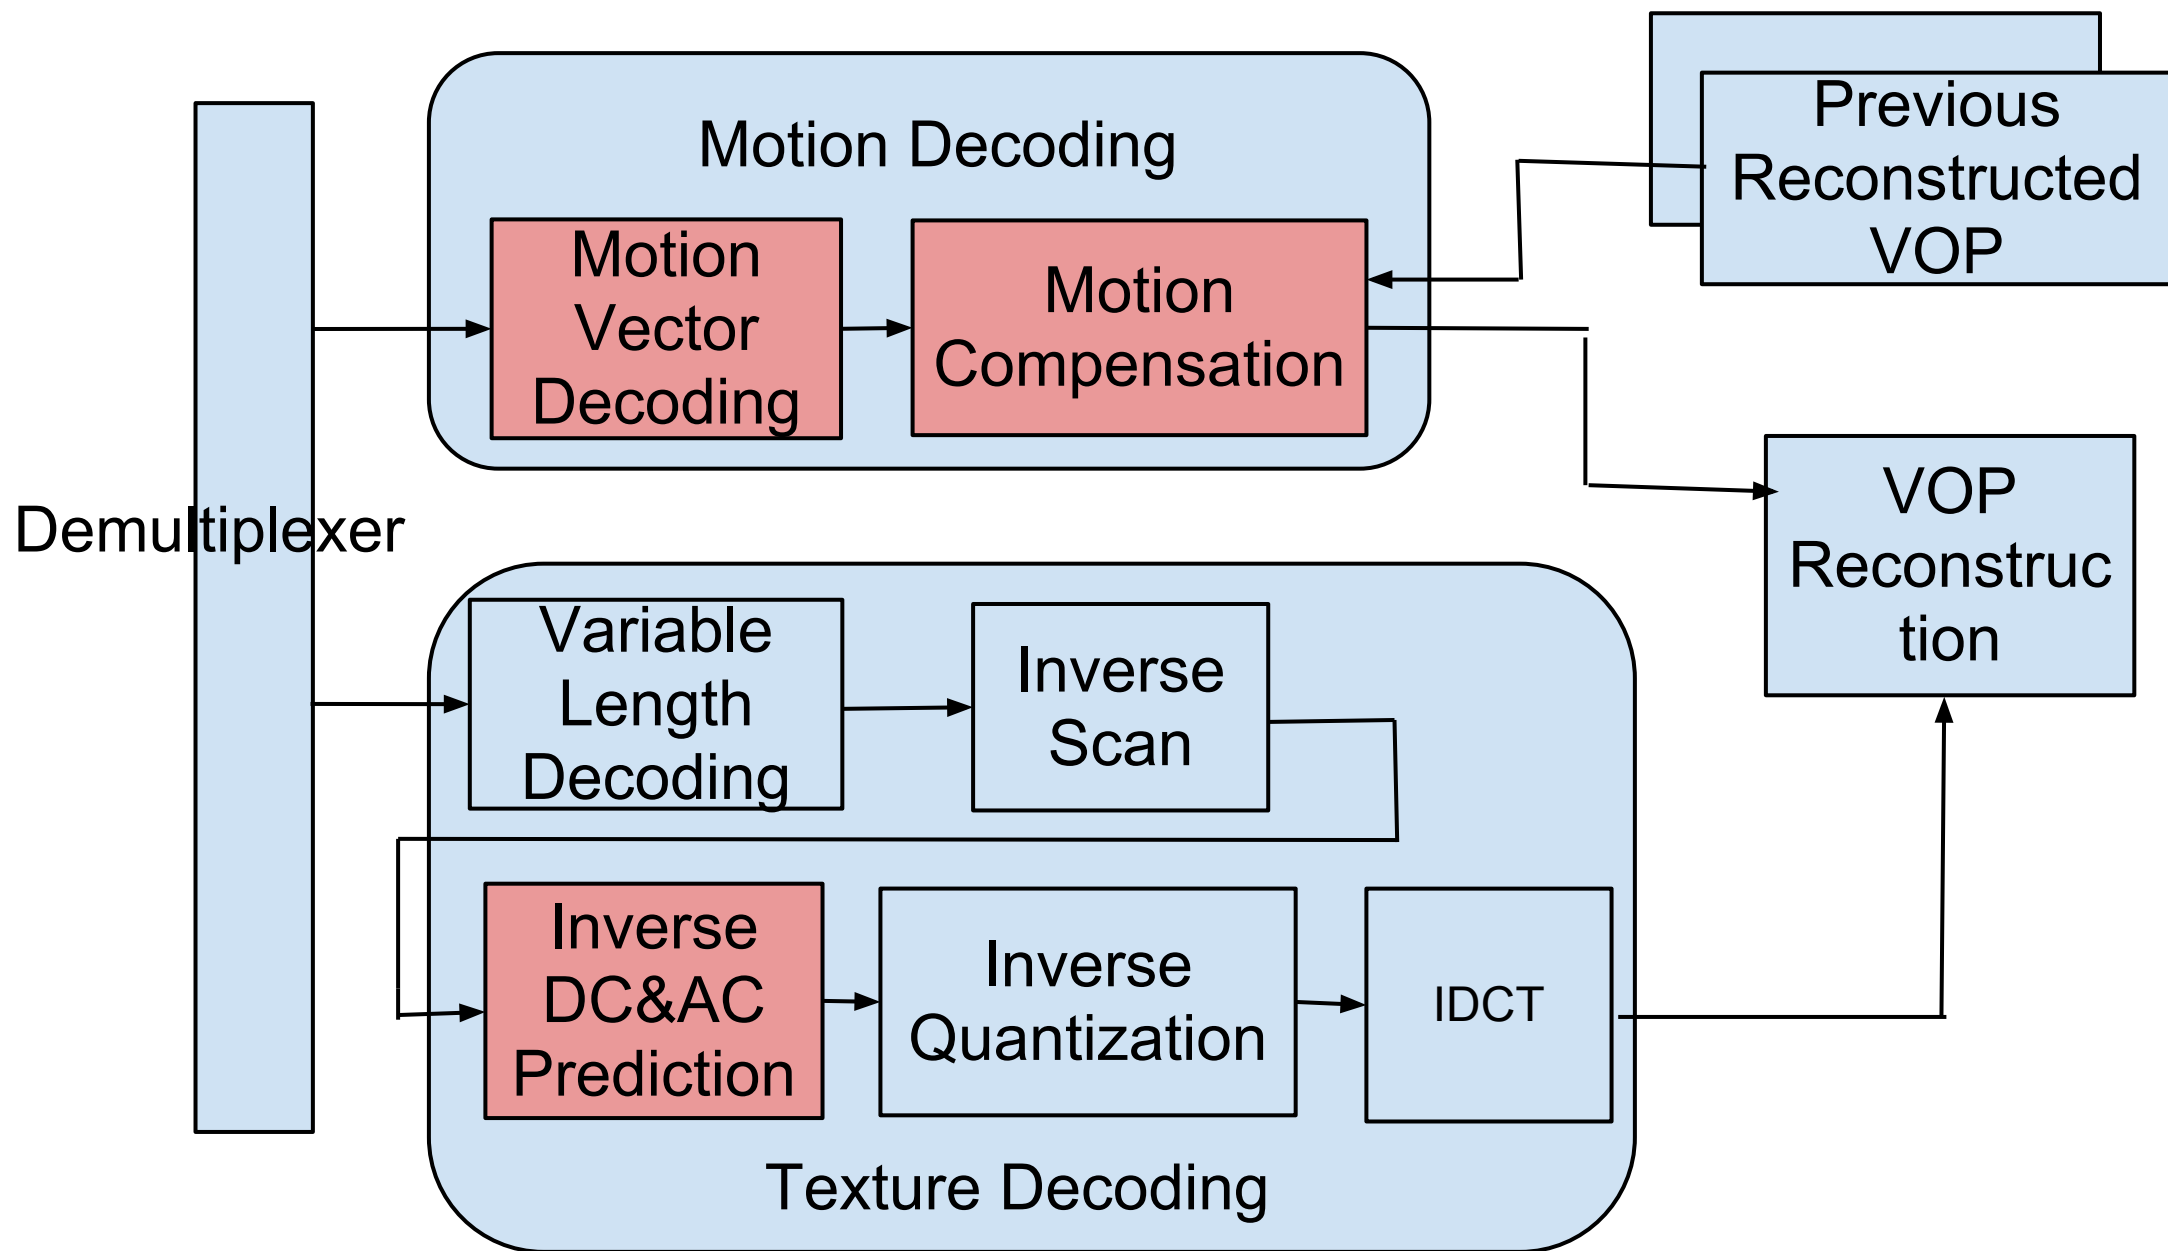 Motion Decoding
Previous
Reconstructed
VOP
Motion
Vector
Decoding
Motion
Compensation
Demultiplexer
VOP
Reconstruc
tion
Variable
Length
Decoding
Inverse
Scan
Inverse
DC&AC
Prediction
Inverse
Quantization
IDCT
Texture Decoding